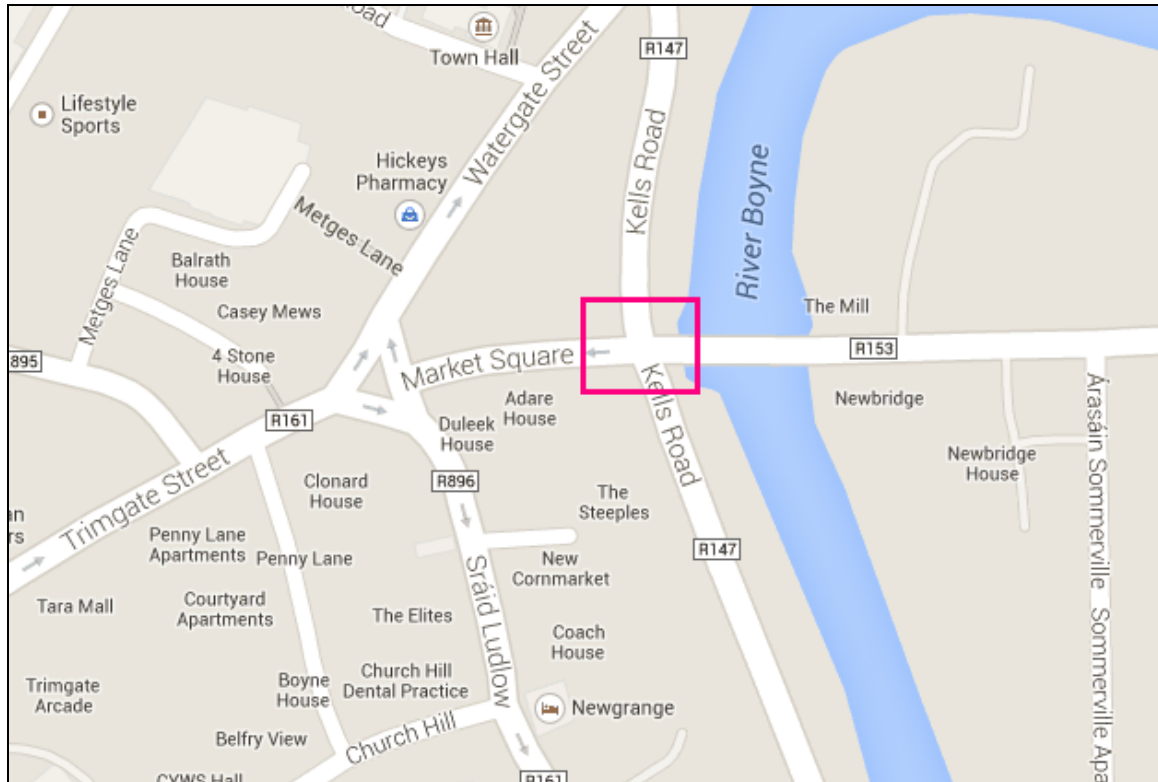 Road
Town Hall
R147
Watergate Street
Lifestyle
Sports
Hickeys
Pharmacy
Kells Road
River Boyne
Metges Lane
Balrath
House
Metges Lane
Casey Mews
The Mill
895
4 Stone
House
Market Square
R153
R161
Adare
House
Kells Road
Newbridge
Duleek
House
Trimgate Street
Clonard
House
R896
Newbridge
House
The
Steeples
Penny Lane
Apartments
Penny Lane
R147
New
Cornmarket
Sráid Ludlow
Árasáin Sommerville
Sommerville Apa
Tara Mall
Courtyard
Apartments
The Elites
Coach
House
Trimgate
Arcade
Boyne
House
Church Hill
Dental Practice
Newgrange
Belfry View
Church Hill
CYWS Hall
R161